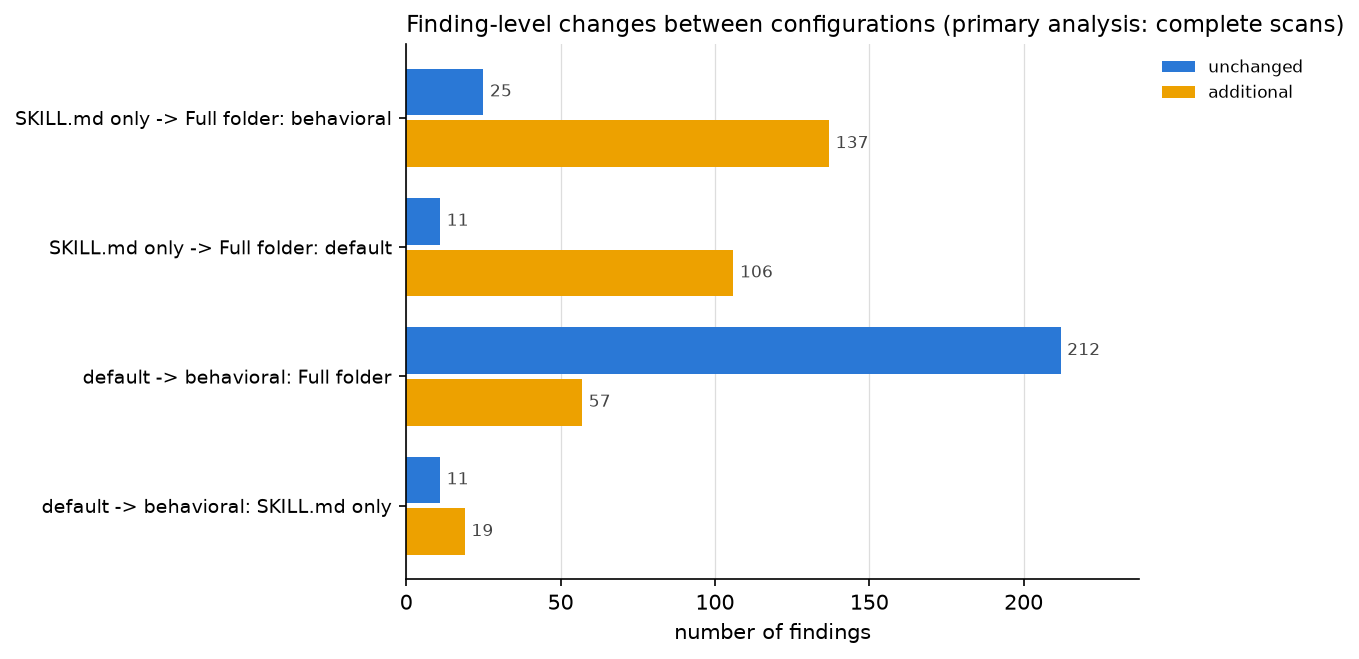 Finding-level changes between configurations (primary analysis: complete scans)
unchanged
additional
SKILL.md only -> Full folder: behavioral
25
137
SKILL.md only -> Full folder: default
11
106
default -> behavioral: Full folder
212
57
default -> behavioral: SKILL.md only
11
19
0 50 100 150 200
number of findings